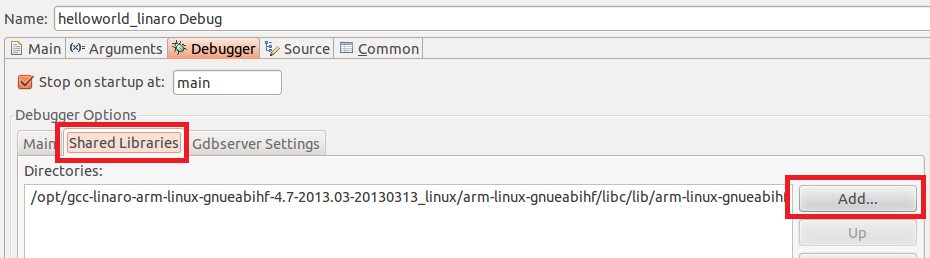 Name: helloworld_linaro Debug
Main (x)= Arguments Debugger Source Common
Stop on startup at: main
Debugger Options
Main Shared Libraries Gdbserver Settings
Directories:
/opt/gcc-linaro-arm-linux-gnueabihf-4.7-2013.03-20130313_linux/arm-linux-gnueabihf/libc/lib/arm-linux-gnueabihf
Add...
Up